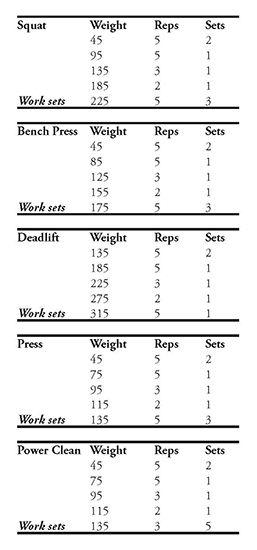 Squat Weight Reps Sets
45 5 2
95 5 1
135 3 1
185 2 1
Work sets 225 5 3
Bench Press Weight Reps Sets
45 5 2
85 5 1
125 3 1
155 2 1
Work sets 175 5 3
Deadlift Weight Reps Sets
135 5 2
185 5 1
225 3 1
275 2 1
Work sets 315 5 1
Press Weight Reps Sets
45 5 2
75 5 1
95 3 1
115 2 1
Work sets 135 5 3
Power Clean Weight Reps Sets
45 5 2
75 5 1
95 3 1
115 2 1
Work sets 135 3 5